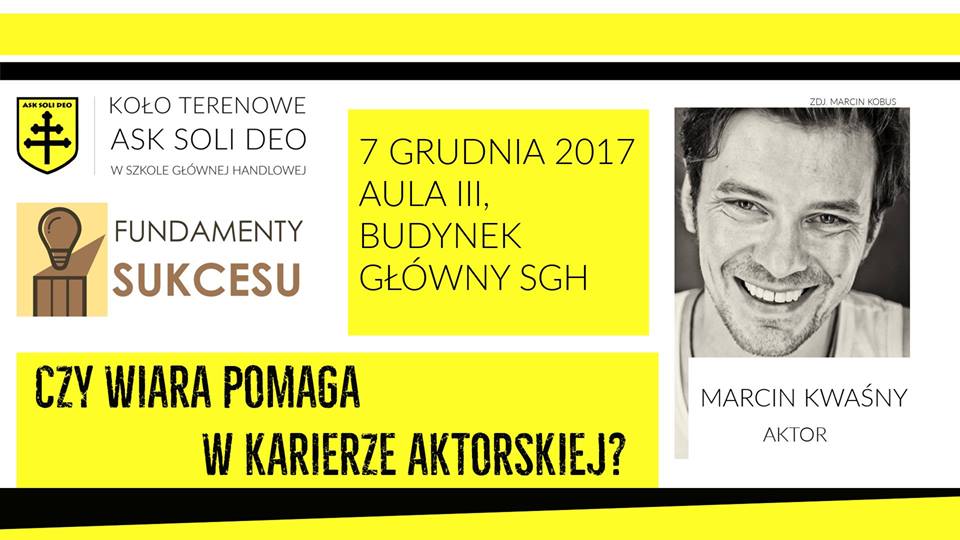 ASK SOLI DEO
KOŁO TERENOWE
ASK SOLI DEO
W SZKOLE GŁÓWNEJ HANDLOWEJ
FUNDAMENTY
SUKCESU
7 GRUDNIA 2017
AULA III,
BUDYNEK
GŁÓWNY SGH
ZDJ. MARCIN KOBUS
MARCIN KWAŚNY
AKTOR
CZY WIARA POMAGA
W KARIERZE AKTORSKIEJ?